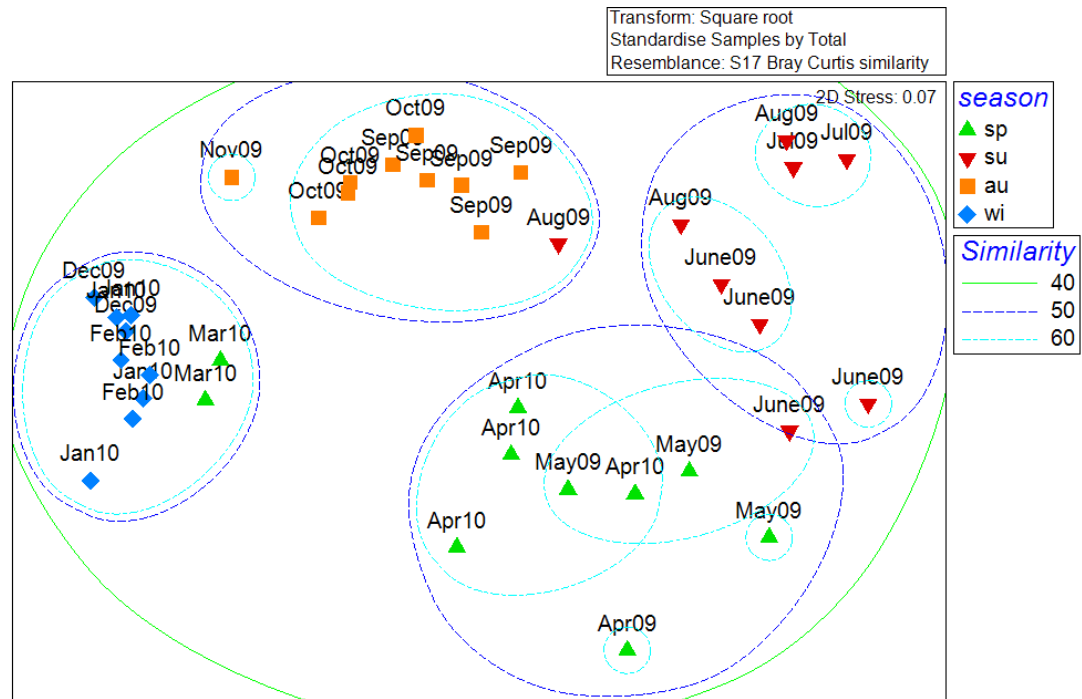 Transform: Square root
Standardise Samples by Total
Resemblance: S17 Bray Curtis similarity
2D Stress: 0.07
season
sp
su
au
wi
Similarity
40
50
60
Oct09
Aug09
Jul09
Jul09
Sep09
Nov09
Oct09
Sep09
Sep09
Sep09
Oct09
Oct09
Sep09
Aug09
Aug09
June09
June09
Dec09
Jan10
Jan10
Dec09
Feb10
Mar10
Feb10
Jan10
Mar10
Feb10
Jan10
June09
June09
Apr10
Apr10
May09
Apr10
May09
May09
Apr10
Apr09